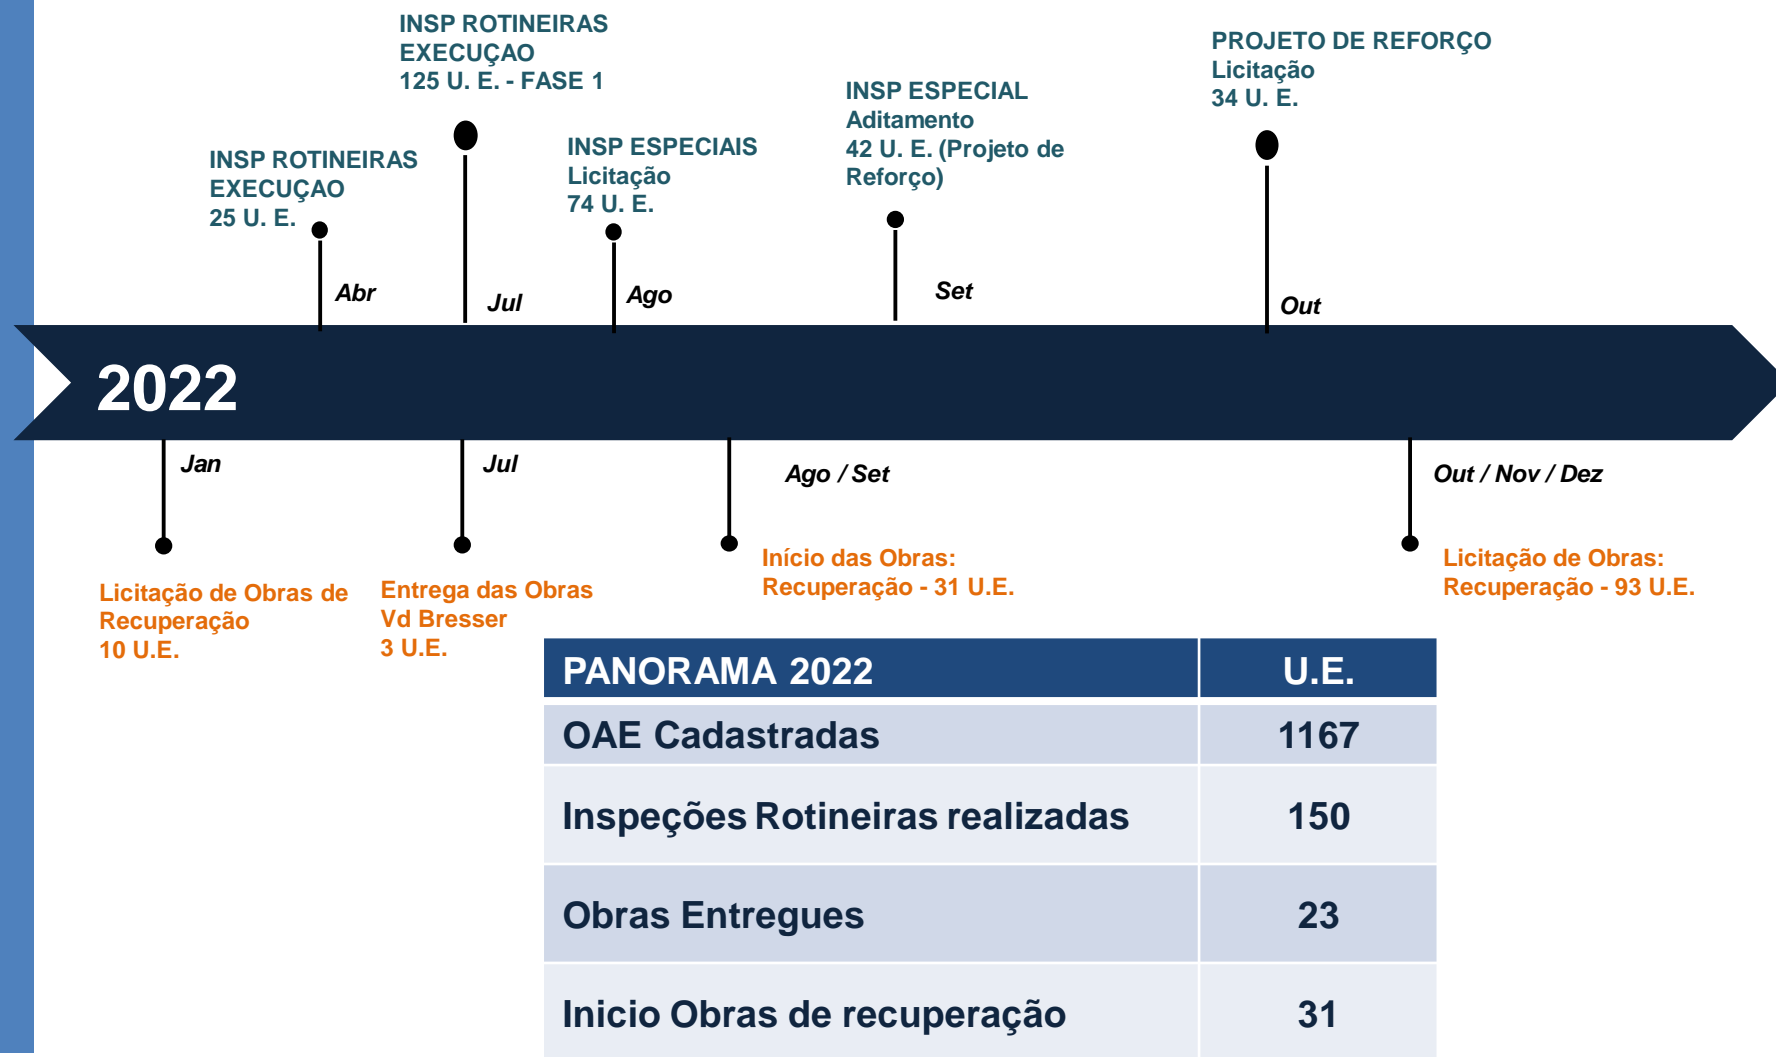 INSP ROTINEIRAS
EXECUÇAO
25 U. E.
Abr
INSP ROTINEIRAS
EXECUÇAO
125 U. E. - FASE 1
Jul
INSP ESPECIAIS
Licitação
74 U. E.
Ago
INSP ESPECIAL
Aditamento
42 U. E. (Projeto de
Reforço)
Set
PROJETO DE REFORÇO
Licitação
34 U. E.
Out
2022
Jan
Licitação de Obras de
Recuperação
10 U.E.
Jul
Entrega das Obras
Vd Bresser
3 U.E.
Ago / Set
Início das Obras:
Recuperação - 31 U.E.
Out / Nov / Dez
Licitação de Obras:
Recuperação - 93 U.E.
PANORAMA 2022 U.E.
OAE Cadastradas 1167
Inspeções Rotineiras realizadas 150
Obras Entregues 23
Inicio Obras de recuperação 31